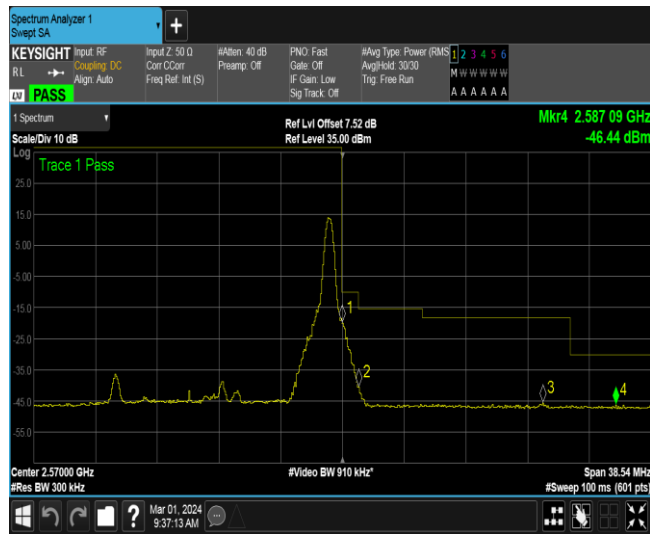 Spectrum Analyzer 1
Swept SA
KEYSIGHT
RL
LXI PASS
Input: RF
Coupling: DC
Align: Auto
Input Z: 50 Ω
Corr CCorr
Freq Ref: Int (S)
#Atten: 40 dB
Preamp: Off
PNO: Fast
Gate: Off
IF Gain: Low
Sig Track: Off
#Avg Type: Power (RMS
Avg|Hold: 30/30
Trig: Free Run
1 2 3 4 5 6
M W W W W W
A A A A A A
1 Spectrum
Scale/Div 10 dB
Ref Lvl Offset 7.52 dB
Ref Level 35.00 dBm
Mkr4 2.587 09 GHz
-46.44 dBm
Log
Trace 1 Pass
25.0
15.0
5.00
-5.00
-15.0
-25.0
-35.0
-45.0
-55.0
1
2
3
4
Center 2.57000 GHz
#Res BW 300 kHz
#Video BW 910 kHz*
Span 38.54 MHz
#Sweep 100 ms (601 pts)
?
Mar 01, 2024
9:37:13 AM